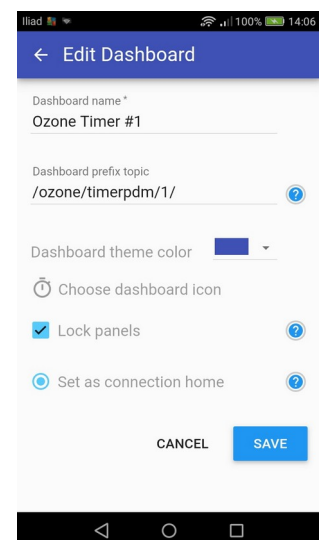 Iliad 100% 14:06
Edit Dashboard
Dashboard name *
Ozone Timer #1
Dashboard prefix topic
/ozone/timerpdm/1/
?
Dashboard theme color
Choose dashboard icon
Lock panels ?
Set as connection home ?
CANCEL SAVE